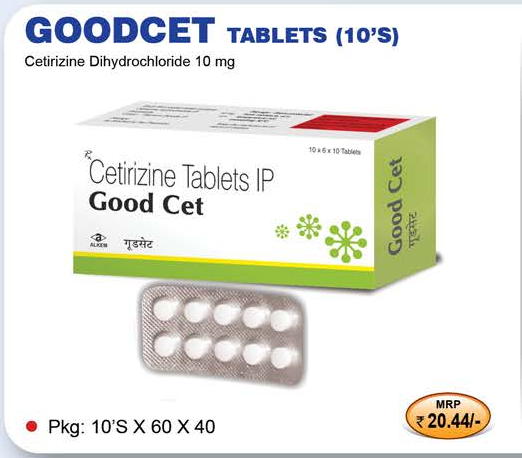 GOODCET TABLETS (10'S)
Cetirizine Dihydrochloride 10 mg
10 x 6 x 10 Tablets
Rx
Cetirizine Tablets IP
Good Cet
ALKEM
गूडसेट
Good Cet
गूडसेट
Pkg: 10'S X 60 X 40
MRP
₹ 20.44/-